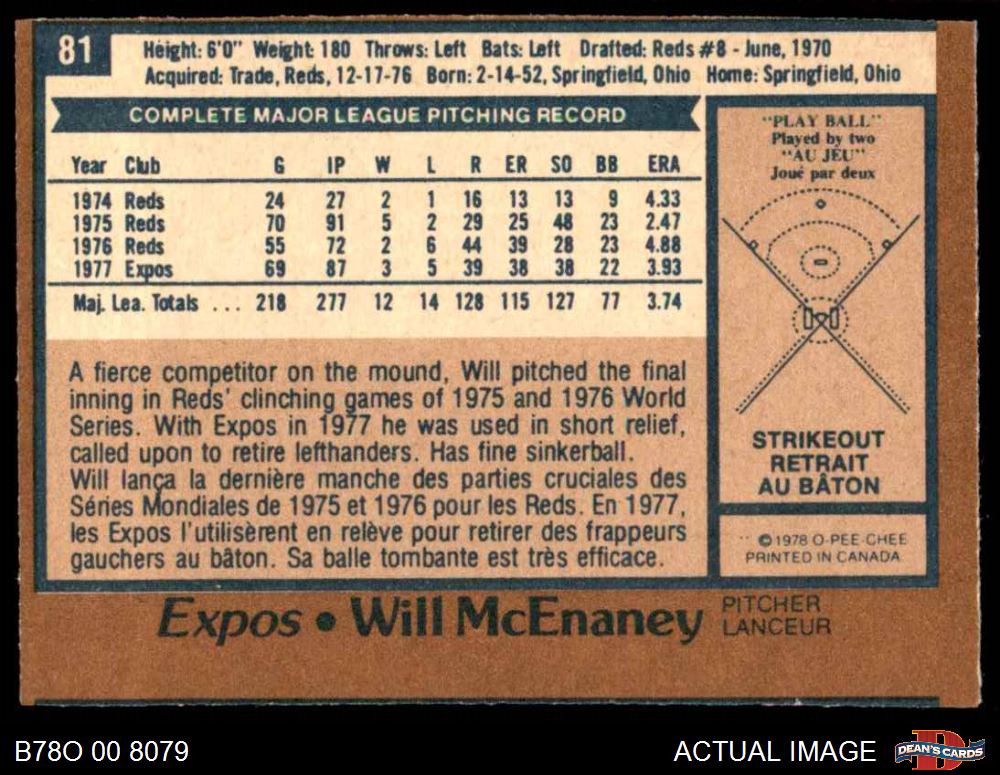 81
Height: 6'0" Weight: 180 Throws: Left Bats: Left Drafted: Reds #8 - June, 1970
Acquired: Trade, Reds, 12-17-76 Born: 2-14-52, Springfield, Ohio Home: Springfield, Ohio
COMPLETE MAJOR LEAGUE PITCHING RECORD
Year Club G IP W L R ER SO BB ERA
1974 Reds 24 27 2 1 16 13 13 9 4.33
1975 Reds 70 91 5 2 29 25 48 23 2.47
1976 Reds 55 72 2 6 44 39 28 23 4.88
1977 Expos 69 87 3 5 39 38 38 22 3.93
Maj. Lea. Totals ... 218 277 12 14 128 115 127 77 3.74
A fierce competitor on the mound, Will pitched the final
inning in Reds' clinching games of 1975 and 1976 World
Series. With Expos in 1977 he was used in short relief,
called upon to retire lefthanders. Has fine sinkerball.
Will lança la dernière manche des parties cruciales des
Séries Mondiales de 1975 et 1976 pour les Reds. En 1977,
les Expos l'utilisèrent en relève pour retirer des frappeurs
gauchers au bâton. Sa balle tombante est très efficace.
"PLAY BALL"
Played by two
"AU JEU"
Joué par deux
STRIKEOUT
RETRAIT
AU BÂTON
©1978 O-PEE-CHEE
PRINTED IN CANADA
Expos • Will McEnaney
PITCHER
LANCEUR
B78O 00 8079
ACTUAL IMAGE
DEAN'S CARDS